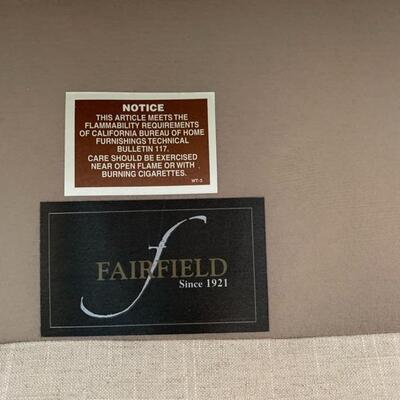 NOTICE
THIS ARTICLE MEETS THE
FLAMMABILITY REQUIREMENTS
OF CALIFORNIA BUREAU OF HOME
FURNISHINGS TECHNICAL
BULLETIN 117.
CARE SHOULD BE EXERCISED
NEAR OPEN FLAME OR WITH
BURNING CIGARETTES.
WT-3
f
FAIRFIELD
Since 1921